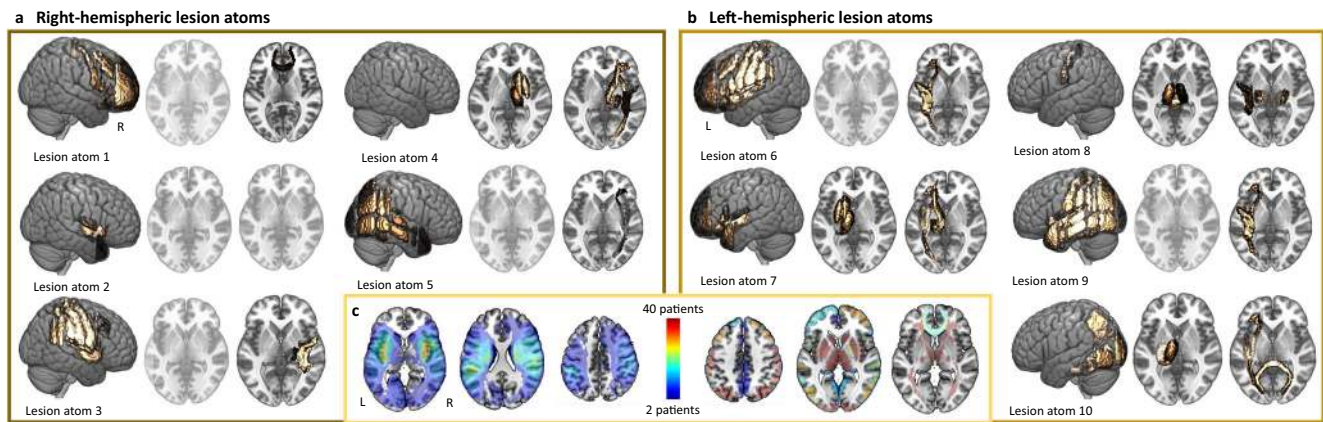 a Right-hemispheric lesion atoms
R
Lesion atom 1
Lesion atom 4
Lesion atom 2
Lesion atom 5
Lesion atom 3
b Left-hemispheric lesion atoms
L
Lesion atom 6
Lesion atom 8
Lesion atom 7
Lesion atom 9
Lesion atom 10
c
40 patients
L R
2 patients